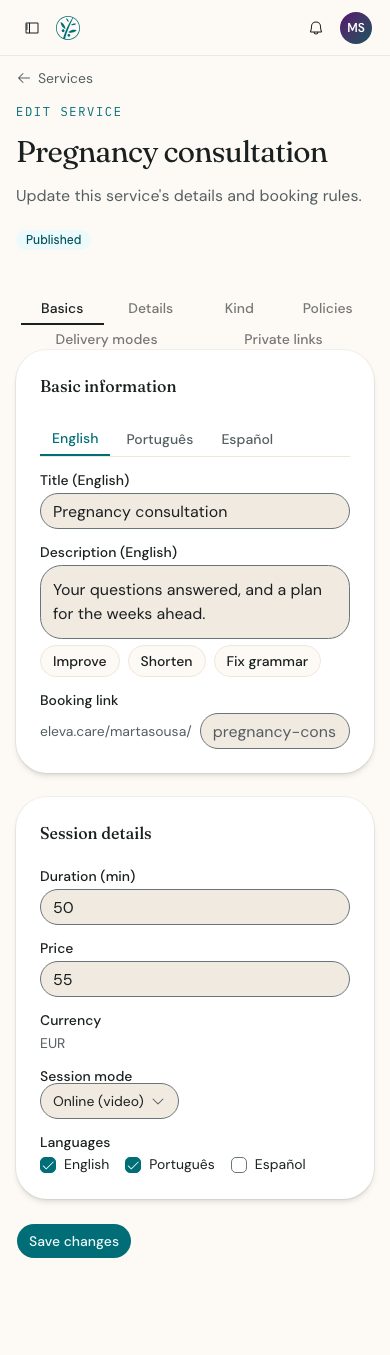 MS
Services
EDIT SERVICE
Pregnancy consultation
Update this service's details and booking rules.
Published
Basics Details Kind Policies
Delivery modes Private links
Basic information
English Português Español
Title (English)
Pregnancy consultation
Description (English)
Your questions answered, and a plan
for the weeks ahead.
Improve Shorten Fix grammar
Booking link
eleva.care/martasousa/ pregnancy-cons
Session details
Duration (min)
50
Price
55
Currency
EUR
Session mode
Online (video)
Languages
English Português Español
Save changes